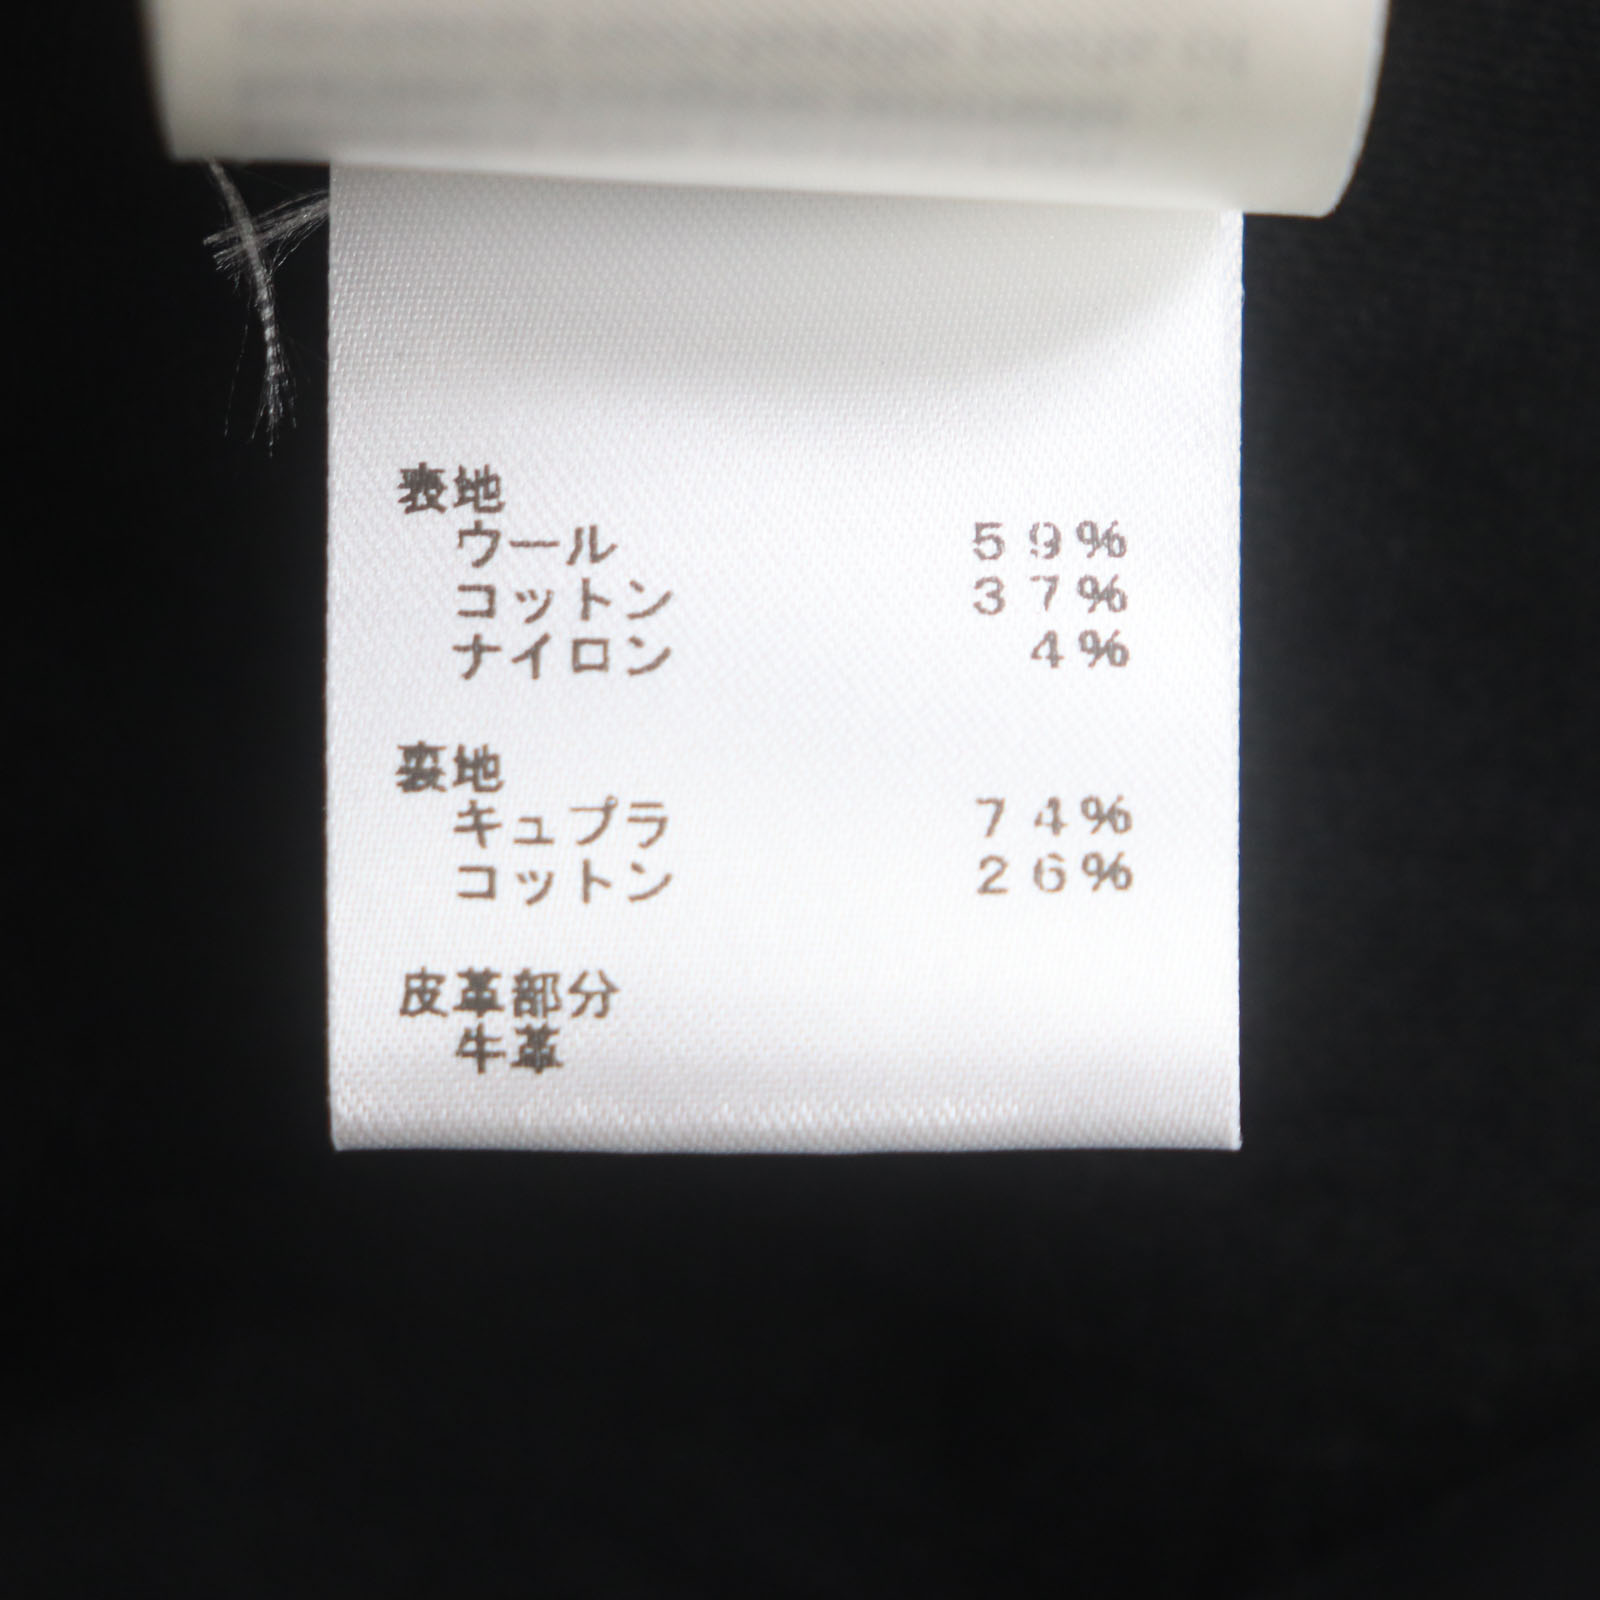 表地
ウール 59%
コットン 37%
ナイロン 4%
裏地
キュプラ 74%
コットン 26%
皮革部分
牛革